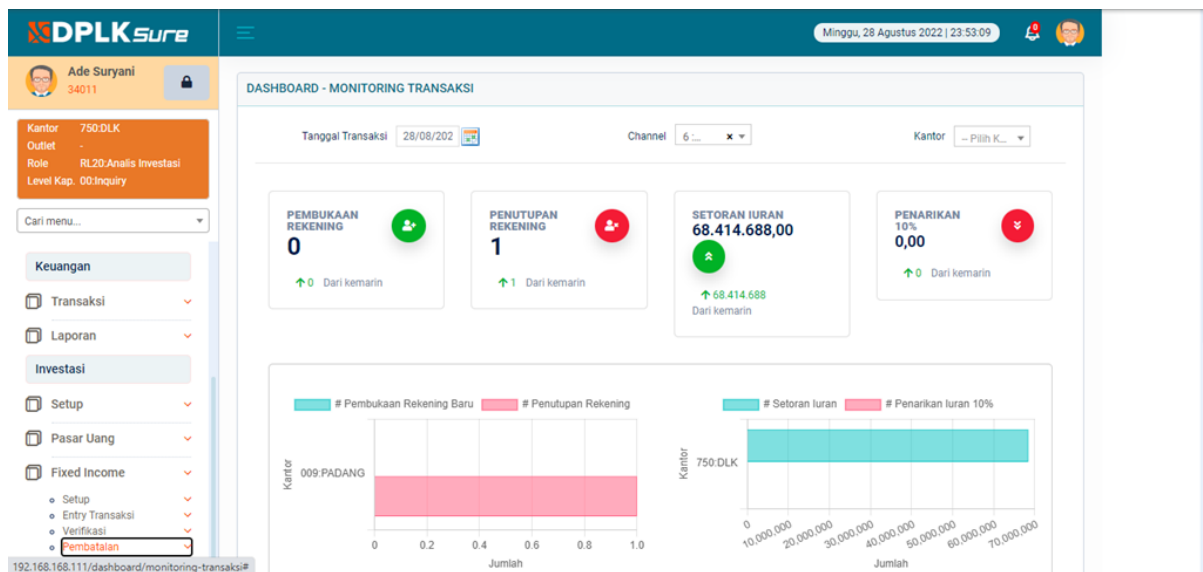 DPLKSure
Minggu, 28 Agustus 2022 | 23:53:09
Ade Suryani
34011
Kantor 750:DLK
Outlet -
Role RL20:Analis Investasi
Level Kap. 00:Inquiry
Cari menu...
Keuangan
Transaksi
Laporan
Investasi
Setup
Pasar Uang
Fixed Income
Setup
Entry Transaksi
Verifikasi
Pembatalan
192.168.168.111/dashboard/monitoring-transaksi#
DASHBOARD - MONITORING TRANSAKSI
Tanggal Transaksi 28/08/202 Channel 6 :... × Kantor -- Pilih K...
PEMBUKAAN
REKENING
0
0 Dari kemarin
PENUTUPAN
REKENING
1
1 Dari kemarin
SETORAN IURAN
68.414.688,00
68.414.688
Dari kemarin
PENARIKAN
10%
0,00
0 Dari kemarin
# Pembukaan Rekening Baru # Penutupan Rekening
Kantor
009:PADANG
0 0.2 0.4 0.6 0.8 1.0
Jumlah
# Setoran Iuran # Penarikan Iuran 10%
Kantor
750:DLK
0 10,000,000 20,000,000 30,000,000 40,000,000 50,000,000 60,000,000 70,000,000
Jumlah